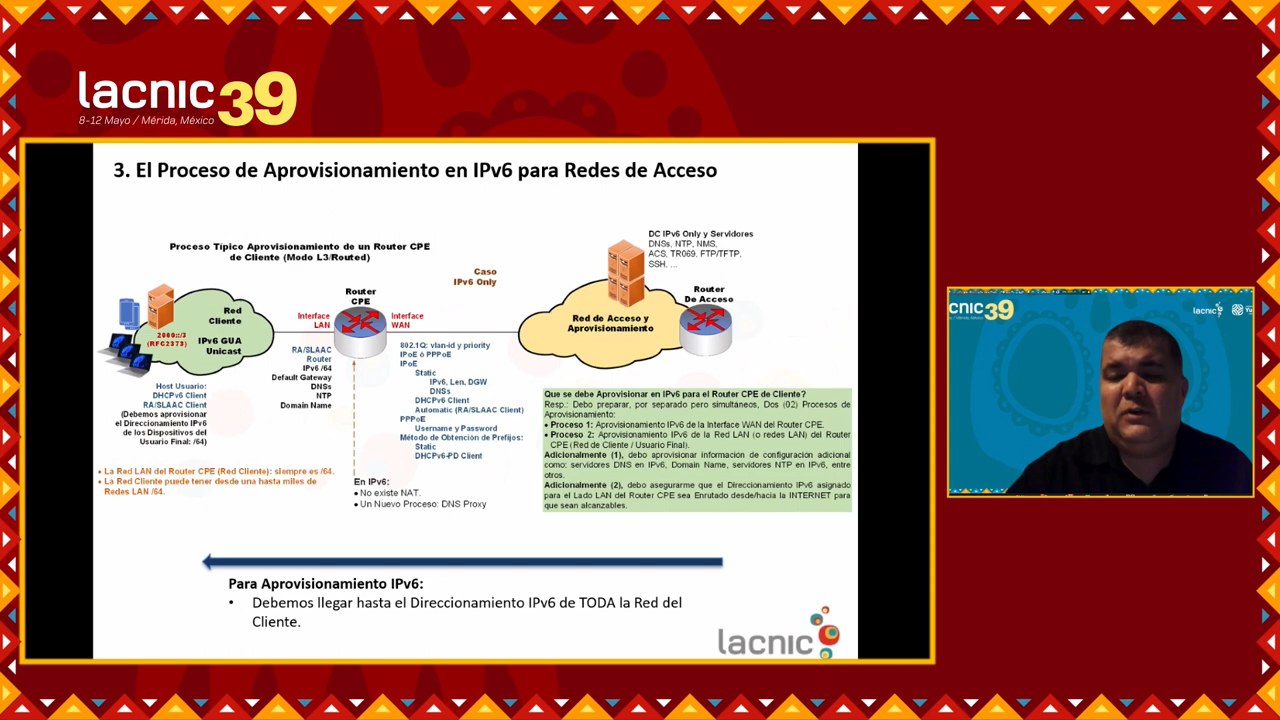 lacnic39
8-12 Mayo / Mérida, México
3. El Proceso de Aprovisionamiento en IPv6 para Redes de Acceso
Proceso Típico Aprovisionamiento de un Router CPE
de Cliente (Modo L3/Routed)
Caso
IPv6 Only
DC IPv6 Only y Servidores
DNSs, NTP, NMS,
ACS, TR069, FTP/TFTP,
SSH, ...
Router
CPE
Router
De Acceso
Red
Cliente
IPv6 GUA
Unicast
2000::/3
(RFC2373)
Interface
LAN
Interface
WAN
Red de Acceso y
Aprovisionamiento
RA/SLAAC
Router
IPv6 /64
Default Gateway
DNSs
NTP
Domain Name
802.1Q: vlan-id y priority
IPoE ó PPPoE
IPoE
Static
IPv6, Len, DGW
DNSs
DHCPv6 Client
Automatic (RA/SLAAC Client)
PPPoE
Username y Password
Método de Obtención de Prefijos:
Static
DHCPv6-PD Client
Host Usuario:
DHCPv6 Client
RA/SLAAC Client
(Debemos aprovisionar
el Direccionamiento IPv6
de los Dispositivos del
Usuario Final: /64)
• La Red LAN del Router CPE (Red Cliente): siempre es /64.
• La Red Cliente puede tener desde una hasta miles de
Redes LAN /64.
En IPv6:
• No existe NAT.
• Un Nuevo Proceso: DNS Proxy
Que se debe Aprovisionar en IPv6 para el Router CPE de Cliente?
Resp.: Debo preparar, por separado pero simultaneos, Dos (02) Procesos de
Aprovisionamiento:
• Proceso 1: Aprovisionamiento IPv6 de la Interface WAN del Router CPE.
• Proceso 2: Aprovisionamiento IPv6 de la Red LAN (o redes LAN) del Router
CPE (Red de Cliente / Usuario Final).
Adicionalmente (1), debo aprovisionar información de configuración adicional
como: servidores DNS en IPv6, Domain Name, servidores NTP en IPv6, entre
otros.
Adicionalmente (2), debo asegurarme que el Direccionamiento IPv6 asignado
para el Lado LAN del Router CPE sea Enrutado desde/hacia la INTERNET para
que sean alcanzables.
Para Aprovisionamiento IPv6:
• Debemos llegar hasta el Direccionamiento IPv6 de TODA la Red del
Cliente.
lacnic
cnic39
lacnic